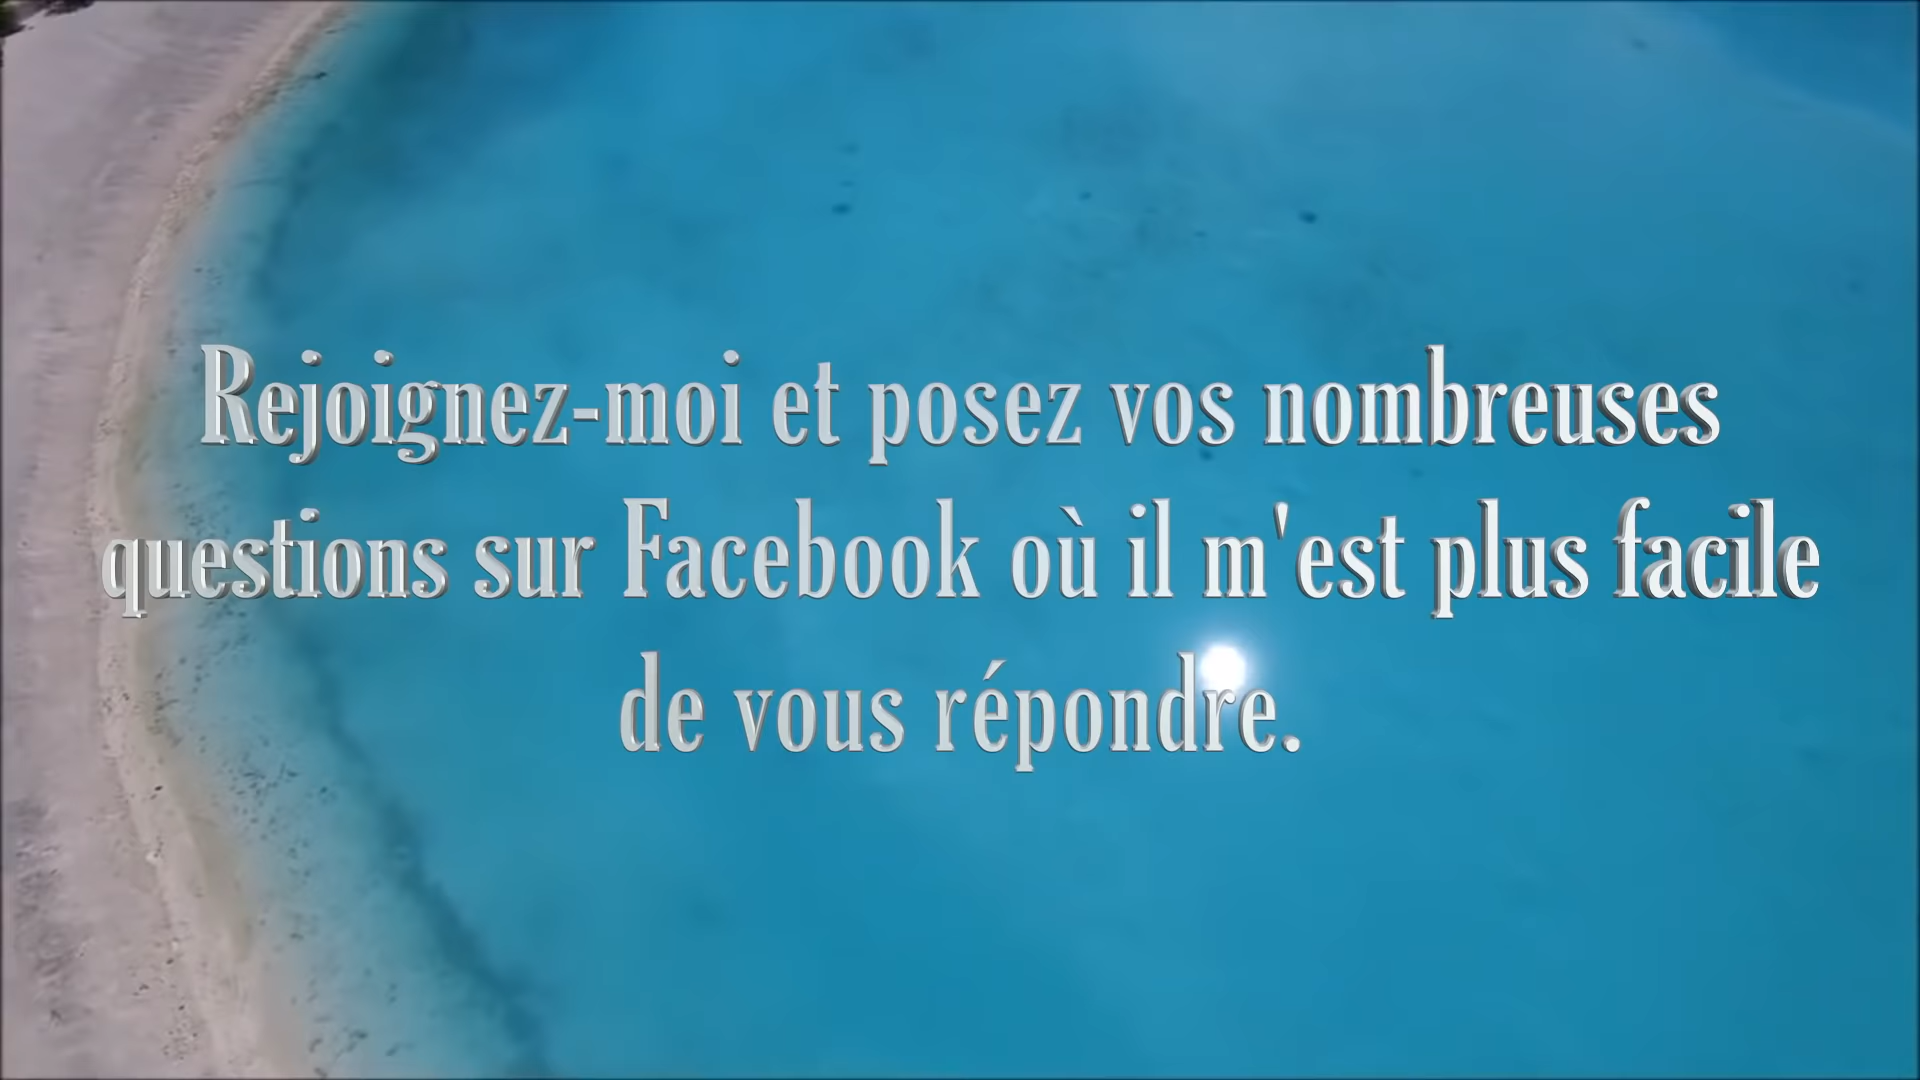 Rejoignez-moi et posez vos nombreuses
questions sur Facebook où il m'est plus facile
de vous répondre.